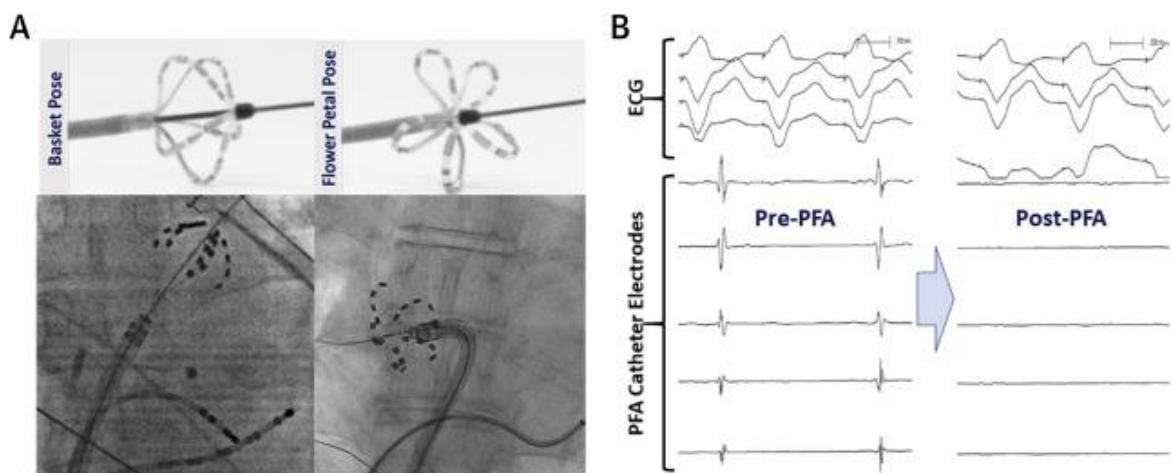 A
Basket Pose
Flower Petal Pose
B
ECG
Pre-PFA
Post-PFA
PFA Catheter Electrodes